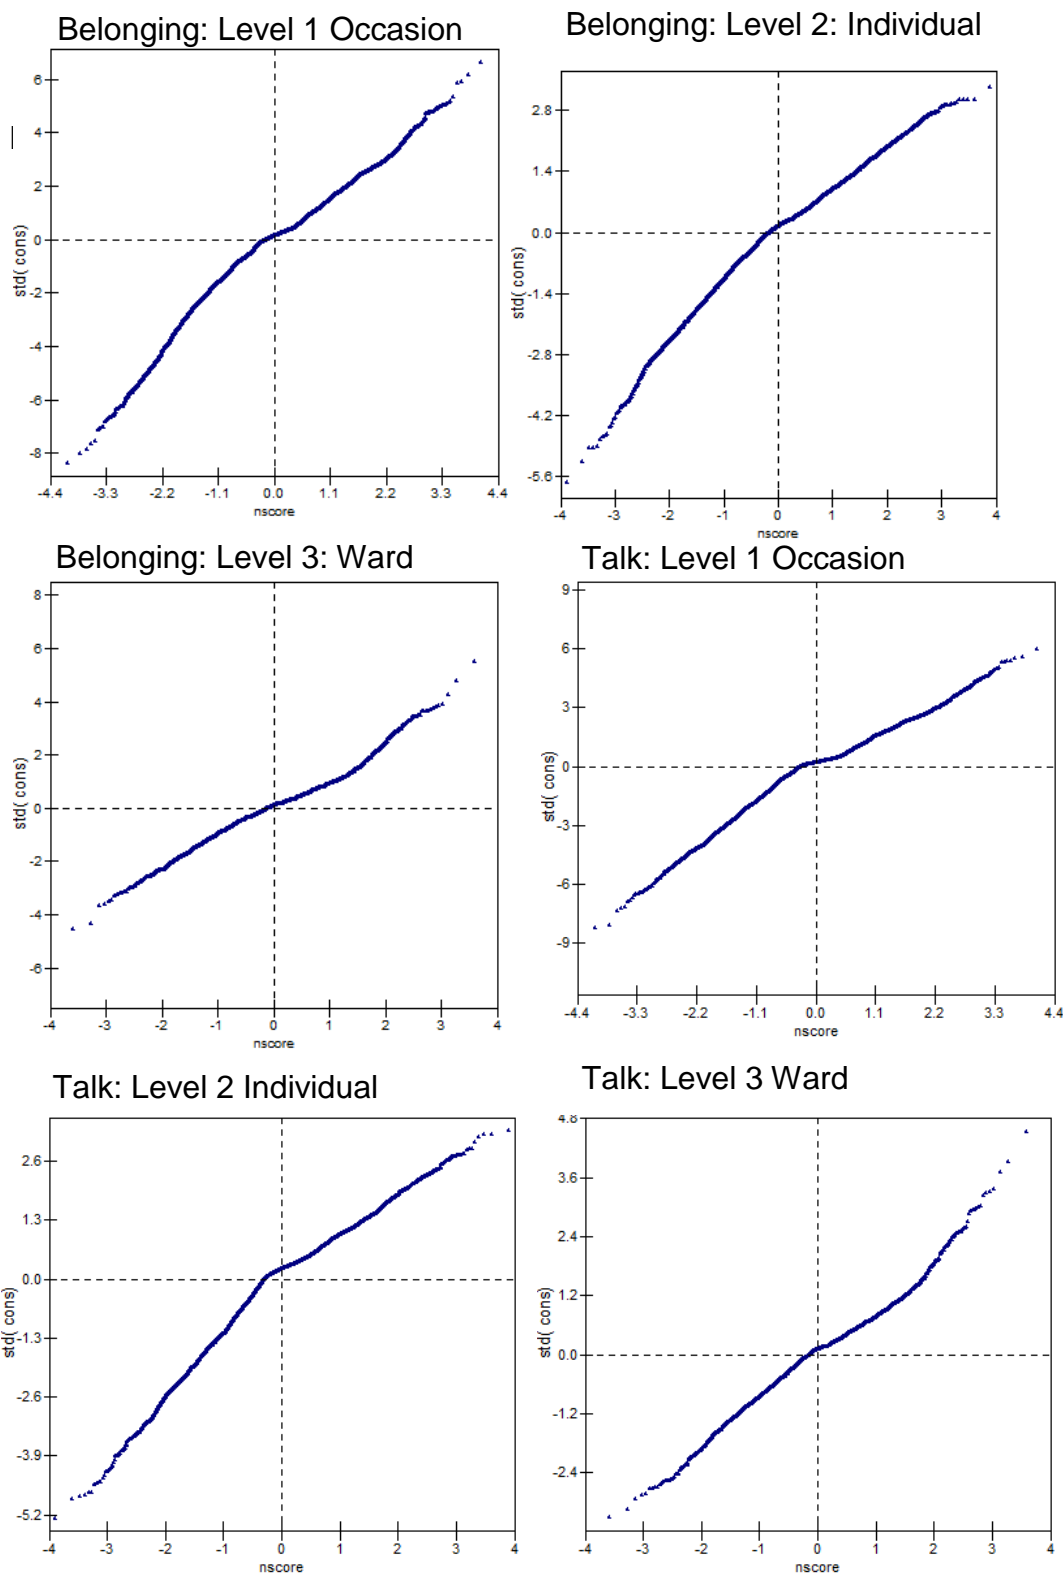 Belonging: Level 1 Occasion
6
4
2
0
-2
-4
-6
-8
std( cons)
-4.4 -3.3 -2.2 -1.1 0.0 1.1 2.2 3.3 4.4
nscore
Belonging: Level 2: Individual
2.8
1.4
0.0
-1.4
-2.8
-4.2
-5.6
std( cons)
-4 -3 -2 -1 0 1 2 3 4
nscore
Belonging: Level 3: Ward
8
6
4
2
0
-2
-4
-6
std( cons)
-4 -3 -2 -1 0 1 2 3 4
nscore
Talk: Level 1 Occasion
9
6
3
0
-3
-6
-9
std( cons)
-4.4 -3.3 -2.2 -1.1 0.0 1.1 2.2 3.3 4.4
nscore
Talk: Level 2 Individual
2.6
1.3
0.0
-1.3
-2.6
-3.9
-5.2
std( cons)
-4 -3 -2 -1 0 1 2 3 4
nscore
Talk: Level 3 Ward
4.8
3.6
2.4
1.2
0.0
-1.2
-2.4
std( cons)
-4 -3 -2 -1 0 1 2 3 4
nscore